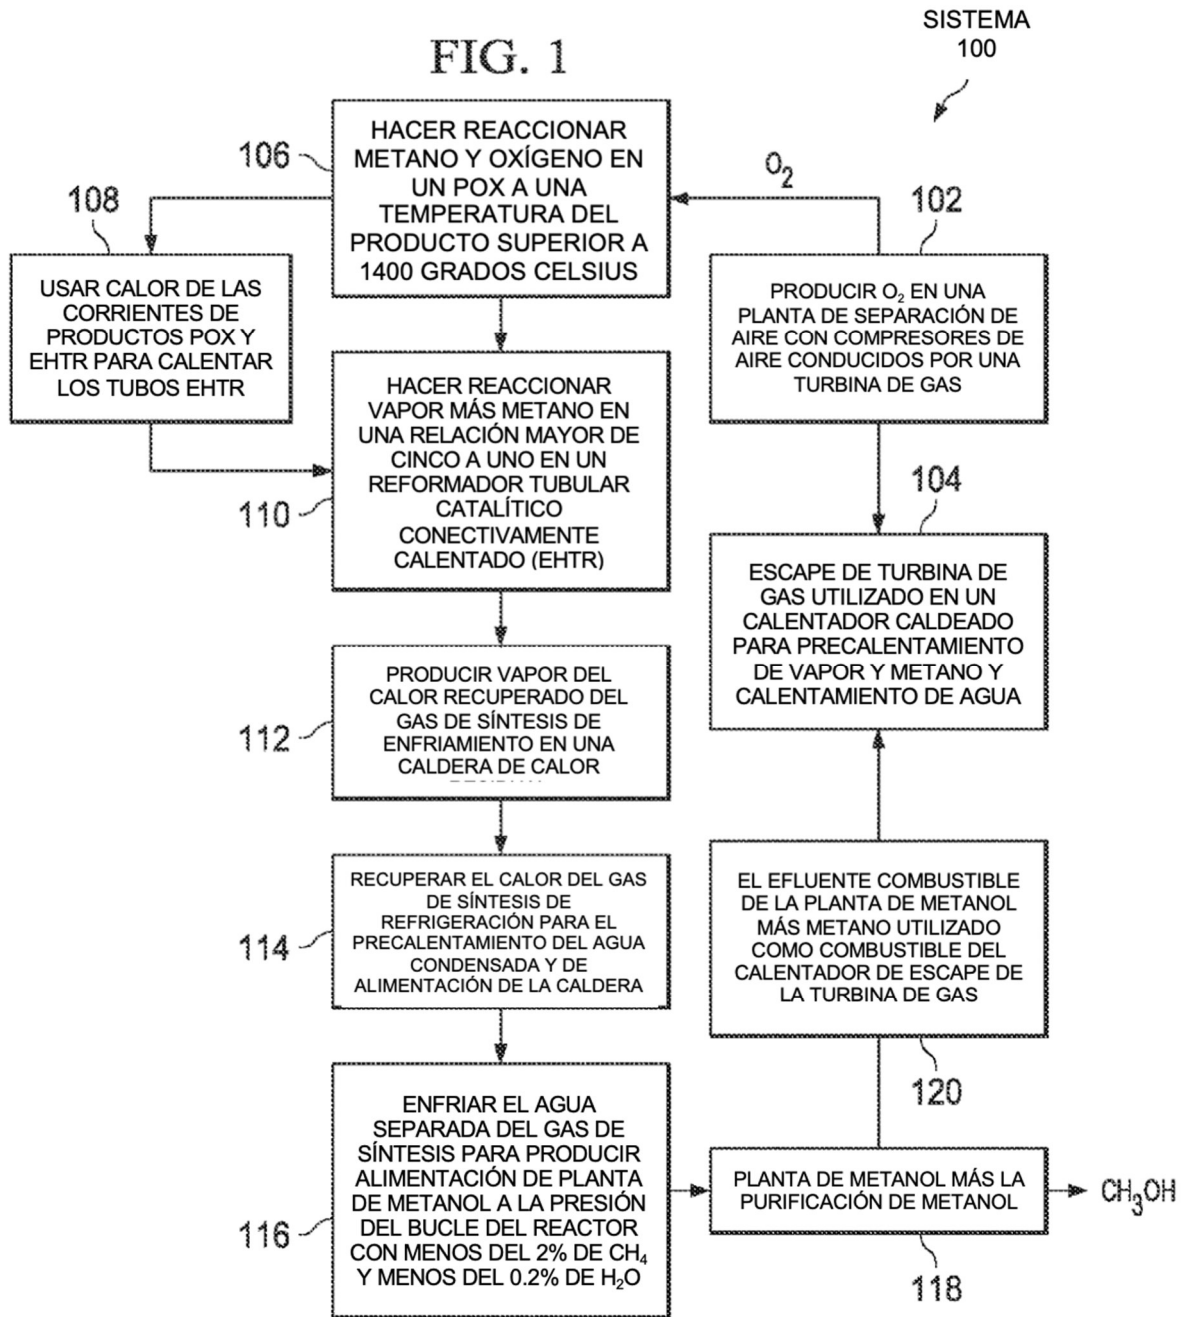 SISTEMA
100
FIG. 1
106
HACER REACCIONAR
METANO Y OXÍGENO EN
UN POX A UNA
TEMPERATURA DEL
PRODUCTO SUPERIOR A
1400 GRADOS CELSIUS
O₂
108
USAR CALOR DE LAS
CORRIENTES DE
PRODUCTOS POX Y
EHTR PARA CALENTAR
LOS TUBOS EHTR
102
PRODUCIR O₂ EN UNA
PLANTA DE SEPARACIÓN DE
AIRE CON COMPRESORES DE
AIRE CONDUCIDOS POR UNA
TURBINA DE GAS
110
HACER REACCIONAR
VAPOR MÁS METANO EN
UNA RELACIÓN MAYOR DE
CINCO A UNO EN UN
REFORMADOR TUBULAR
CATALÍTICO
CONECTIVAMENTE
CALENTADO (EHTR)
104
ESCAPE DE TURBINA DE
GAS UTILIZADO EN UN
CALENTADOR CALDEADO
PARA PRECALENTAMIENTO
DE VAPOR Y METANO Y
CALENTAMIENTO DE AGUA
112
PRODUCIR VAPOR DEL
CALOR RECUPERADO DEL
GAS DE SÍNTESIS DE
ENFRIAMIENTO EN UNA
CALDERA DE CALOR
114
RECUPERAR EL CALOR DEL GAS
DE SÍNTESIS DE
REFRIGERACIÓN PARA EL
PRECALENTAMIENTO DEL AGUA
CONDENSADA Y DE
ALIMENTACIÓN DE LA CALDERA
EL EFLUENTE COMBUSTIBLE
DE LA PLANTA DE METANOL
MÁS METANO UTILIZADO
COMO COMBUSTIBLE DEL
CALENTADOR DE ESCAPE DE
LA TURBINA DE GAS
120
116
ENFRIAR EL AGUA
SEPARADA DEL GAS DE
SÍNTESIS PARA PRODUCIR
ALIMENTACIÓN DE PLANTA
DE METANOL A LA PRESIÓN
DEL BUCLE DEL REACTOR
CON MENOS DEL 2% DE CH₄
Y MENOS DEL 0.2% DE H₂O
PLANTA DE METANOL MÁS LA
PURIFICACIÓN DE METANOL
CH₃OH
118